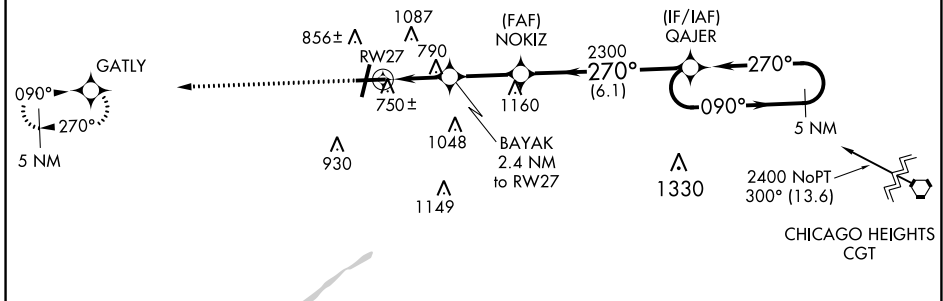 1087
856±
790
RW27
750±
(FAF)
NOKIZ
2300
270°
(6.1)
(IF/IAF)
QAJER
270°
090°
5 NM
GATLY
090°
270°
5 NM
1160
930
1048
1149
BAYAK
2.4 NM
to RW27
1330
2400 NoPT
300° (13.6)
CHICAGO HEIGHTS
CGT